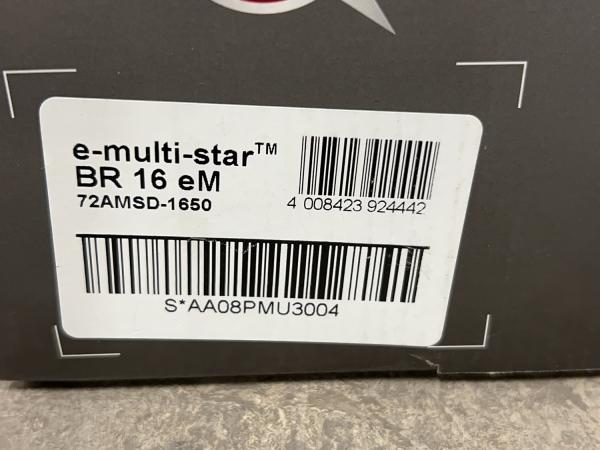 e-multi-star™
BR 16 eM
72AMSD-1650
4 008423 924442
S*AA08PMU3004